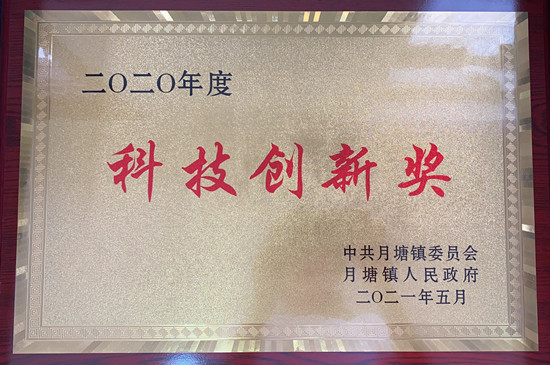 二〇二〇年度
科技创新奖
中共月塘镇委员会
月塘镇人民政府
二〇二一年五月